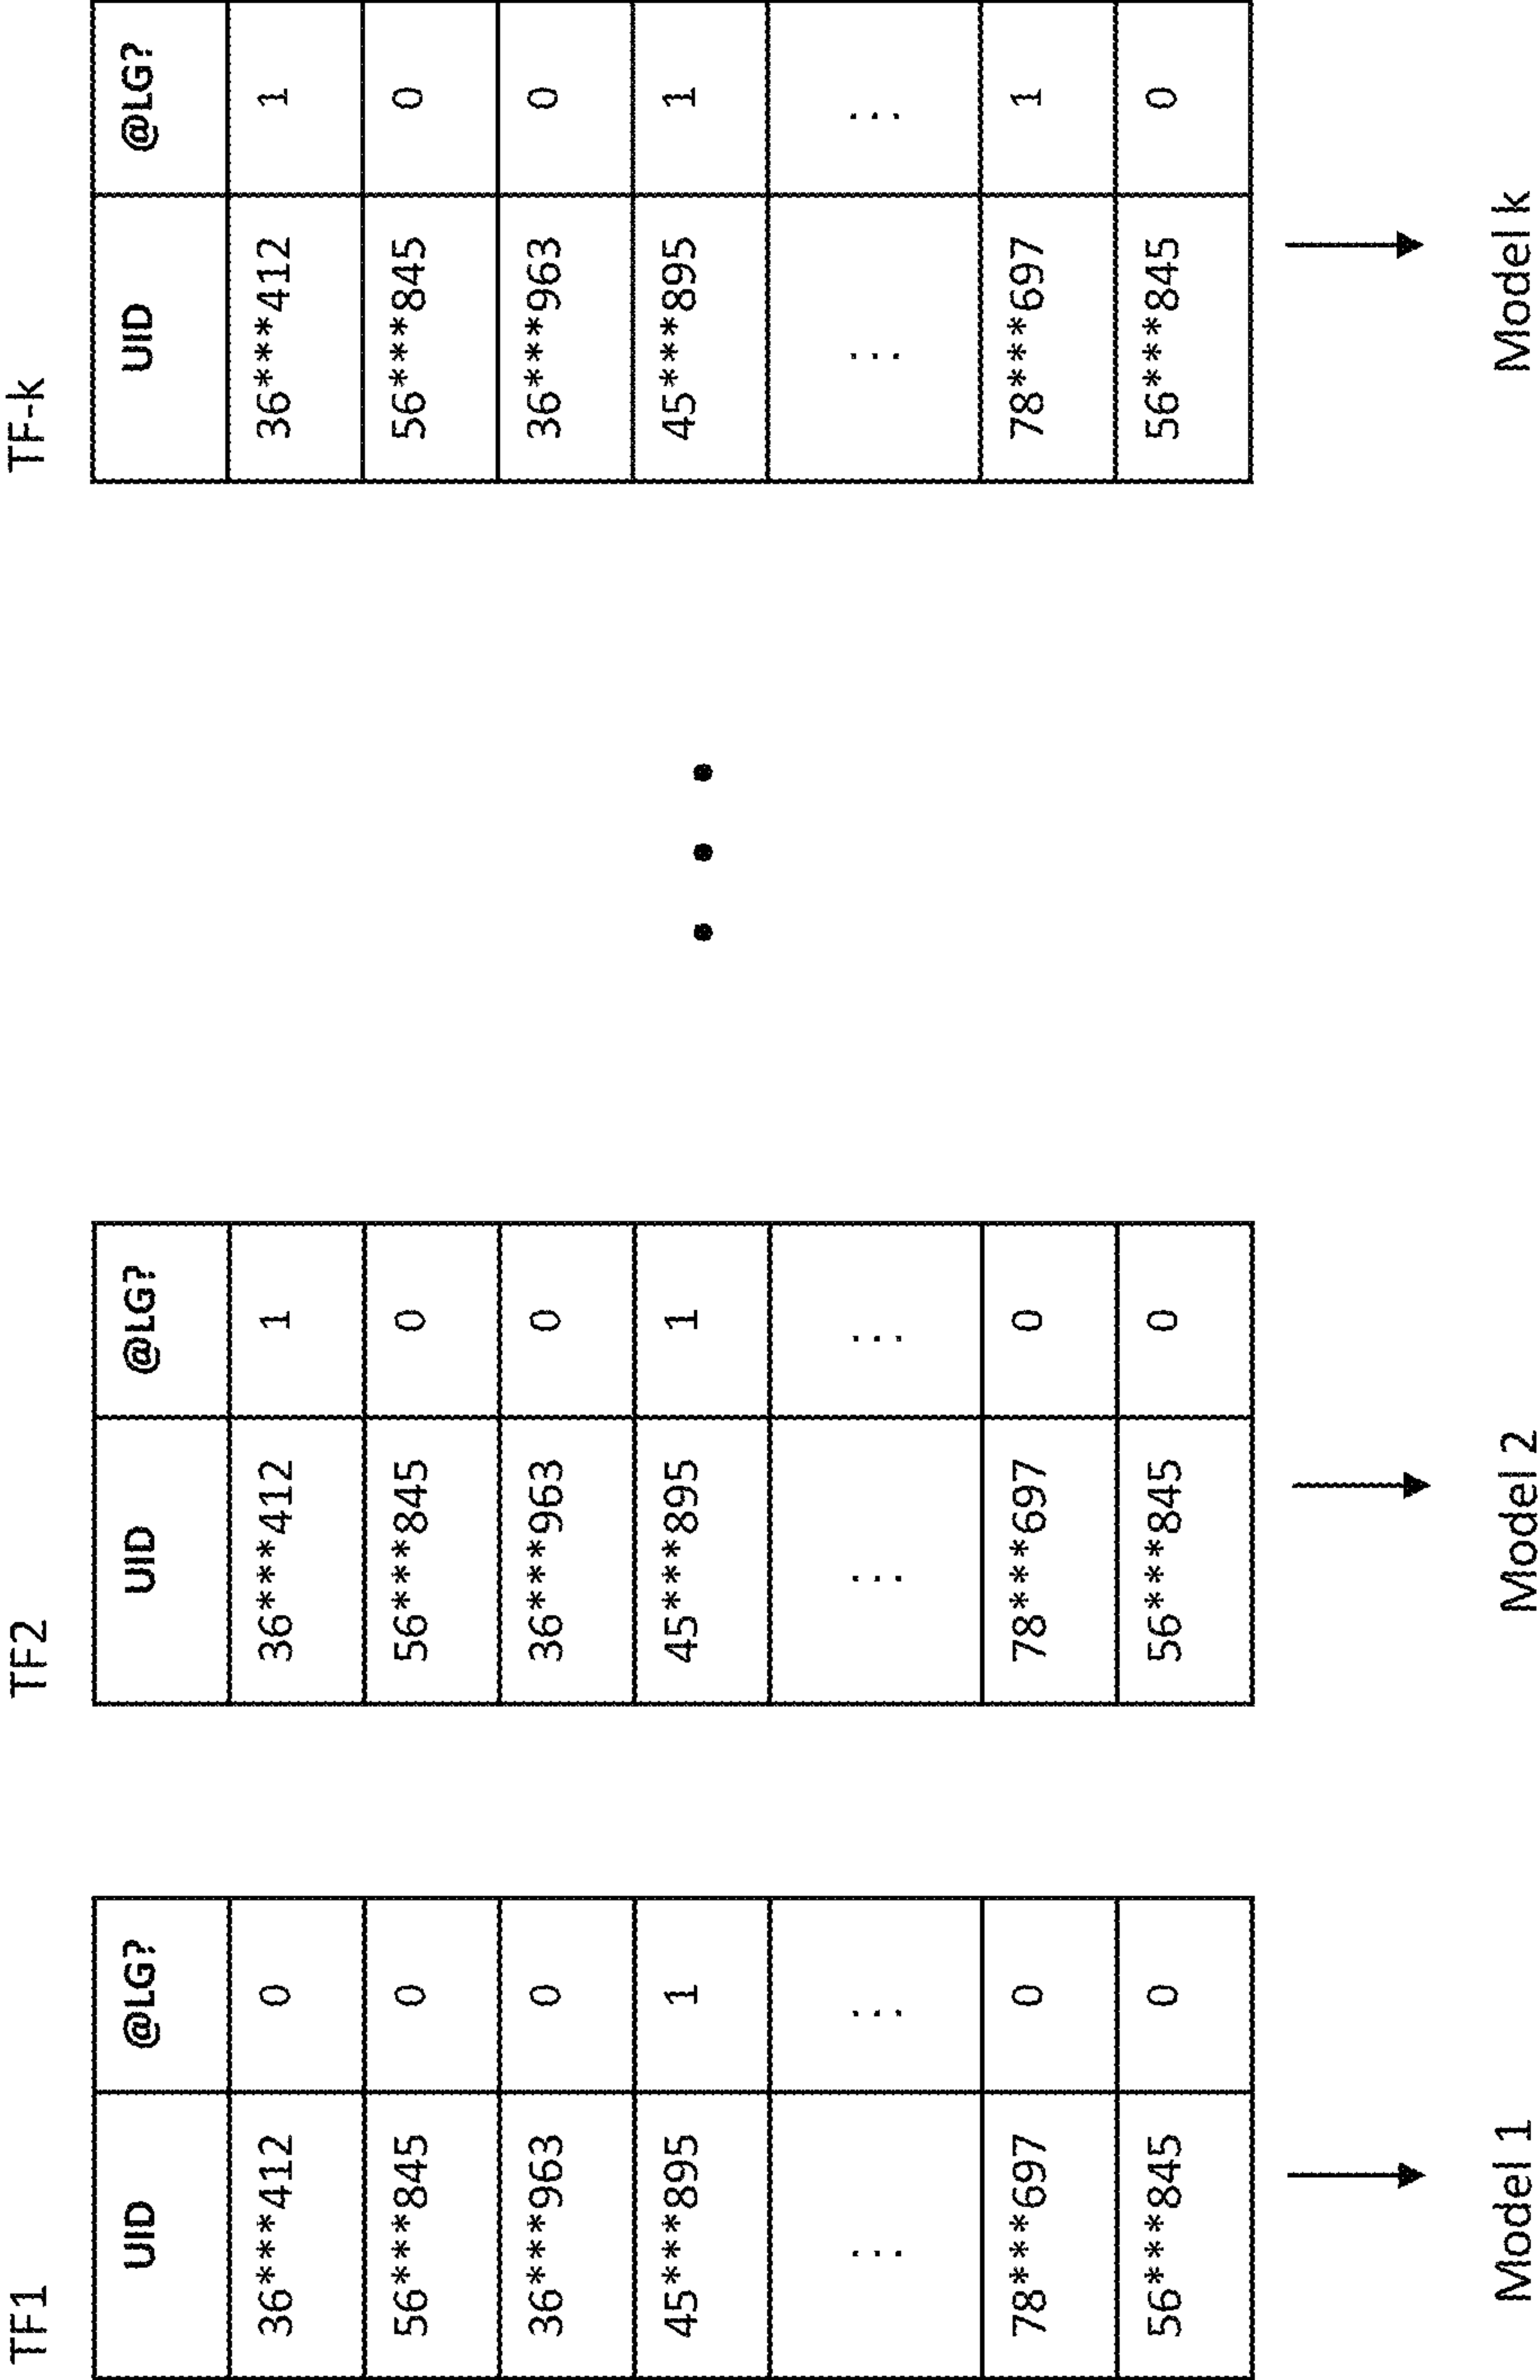 TF1
UID @LG?
36***412 0
56***845 0
36***963 0
45***895 1
... ...
78***697 0
56***845 0
Model 1
TF2
UID @LG?
36***412 1
56***845 0
36***963 0
45***895 1
... ...
78***697 0
56***845 0
Model 2
TF-k
UID @LG?
36***412 1
56***845 0
36***963 0
45***895 1
... ...
78***697 1
56***845 0
Model k